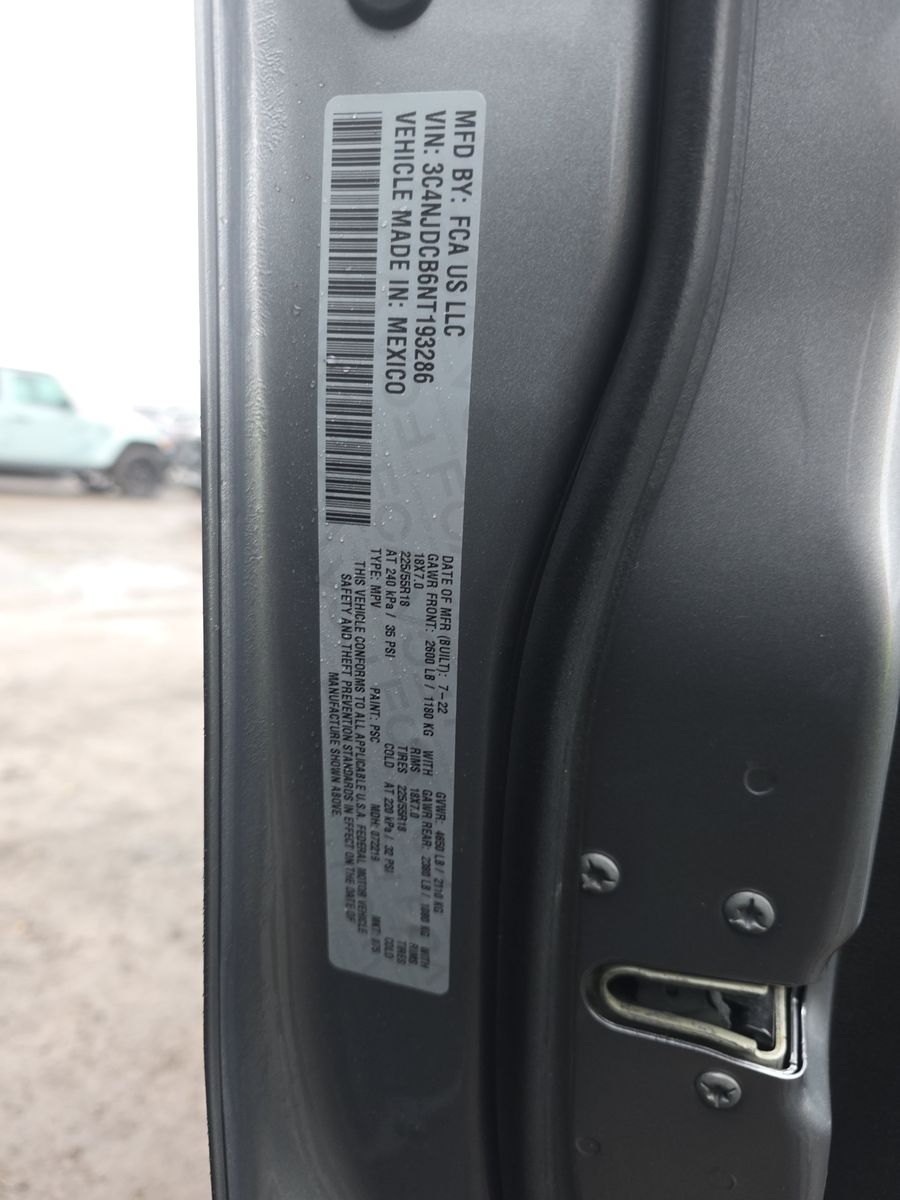 MFD BY: FCA US LLC
VIN: 3C4NJDCB6NT193286
VEHICLE MADE IN: MEXICO
DATE OF MFR (BUILT): 7-22 GVWR: 4650 LB / 2110 KG
GAWR FRONT: 2600 LB / 1180 KG WITH GAWR REAR: 2380 LB / 1080 KG WITH
18X7.0 RIMS 18X7.0 RIMS
225/55R18 TIRES 225/55R18 TIRES
AT 240 kPa / 35 PSI COLD AT 220 kPa / 32 PSI COLD
TYPE: MPV PAINT: PSC MDH: 072219 MKT:
THIS VEHICLE CONFORMS TO ALL APPLICABLE U.S.A. FEDERAL MOTOR VEHICLE
SAFETY AND THEFT PREVENTION STANDARDS IN EFFECT ON THE DATE OF
MANUFACTURE SHOWN ABOVE.